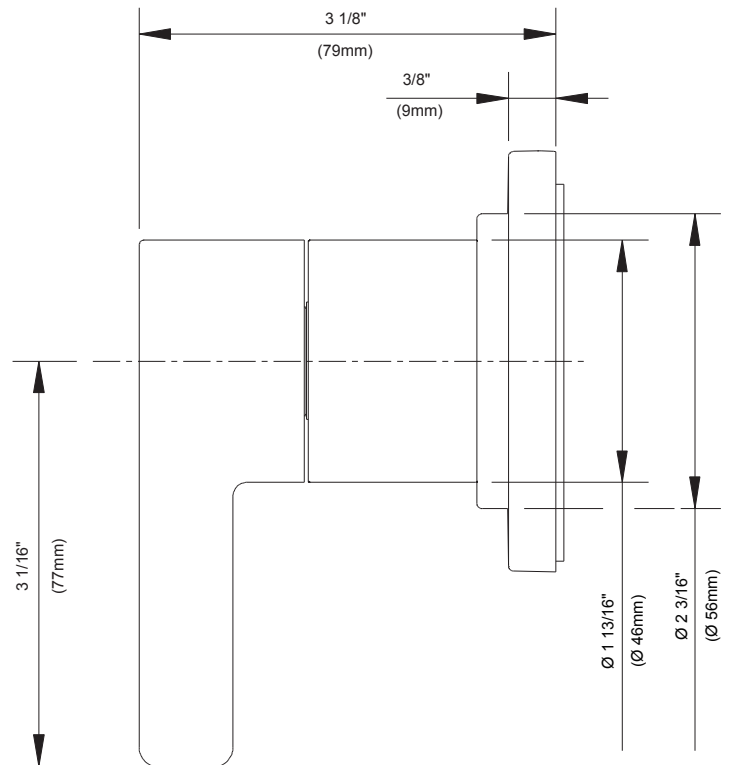 3 1/8"
(79mm)
3/8"
(9mm)
3 1/16"
(77mm)
Ø 1 13/16"
(Ø 46mm)
Ø 2 3/16"
(Ø 56mm)